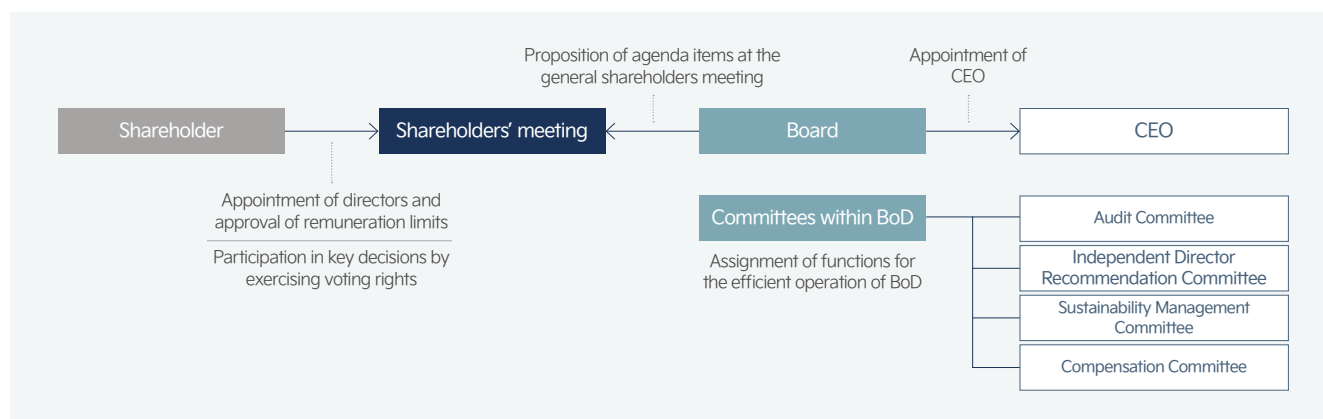 Proposition of agenda items at the
general shareholders meeting
Appointment of
CEO
Shareholder
Shareholders' meeting
Board
CEO
Appointment of directors and
approval of remuneration limits
Participation in key decisions by
exercising voting rights
Committees within BoD
Assignment of functions for
the efficient operation of BoD
Audit Committee
Independent Director
Recommendation Committee
Sustainability Management
Committee
Compensation Committee